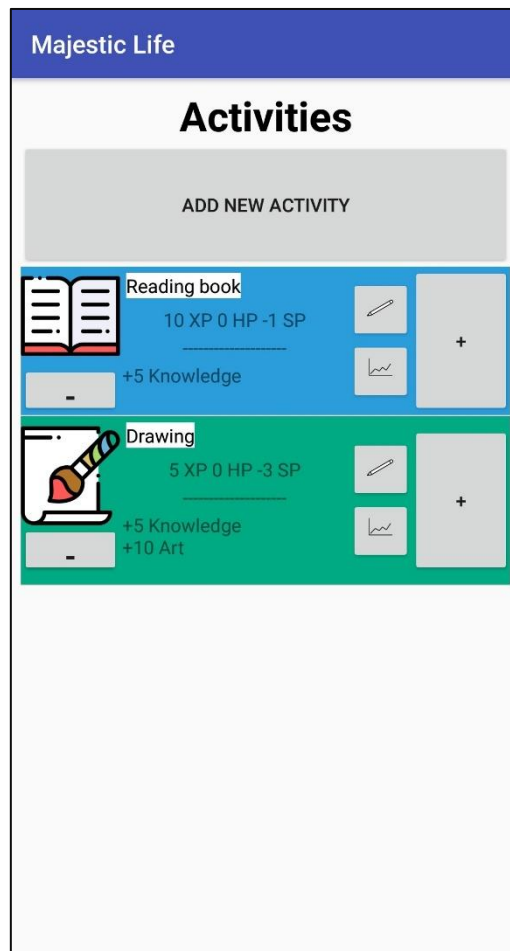 Majestic Life
Activities
ADD NEW ACTIVITY
Reading book
10 XP 0 HP -1 SP
--------------------
+5 Knowledge
-
+
Drawing
5 XP 0 HP -3 SP
--------------------
+5 Knowledge
+10 Art
-
+